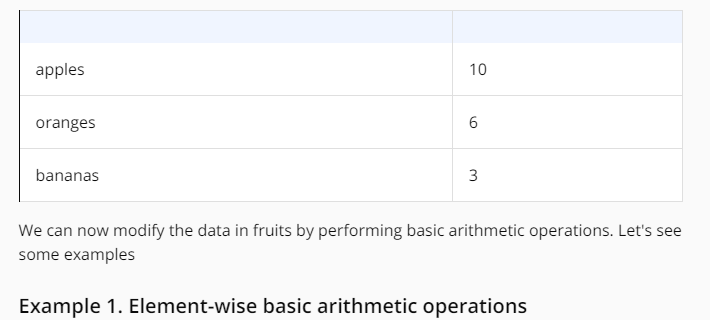 apples 10
oranges 6
bananas 3
We can now modify the data in fruits by performing basic arithmetic operations. Let's see
some examples
Example 1. Element-wise basic arithmetic operations